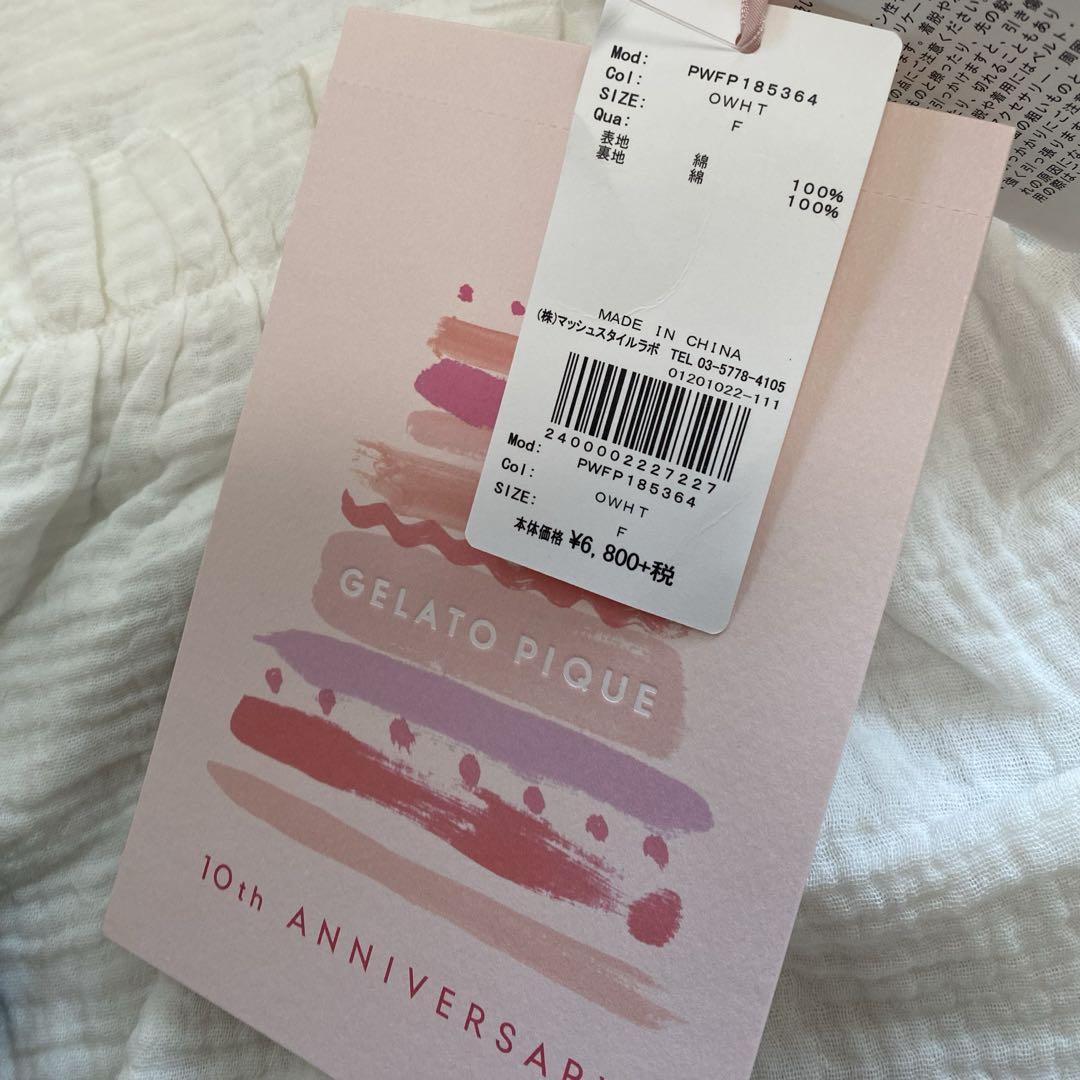 Mod: PWFP185364
Col: OWHT
SIZE: F
Qua:
表地 綿 100%
裏地 綿 100%
MADE IN CHINA
(株)マッシュスタイルラボ TEL 03-5778-4105
01201022-111
2400002227227
Mod: PWFP185364
Col: OWHT
SIZE: F
本体価格 ¥6,800+税
GELATO PIQUE
10th ANNIVERSARY